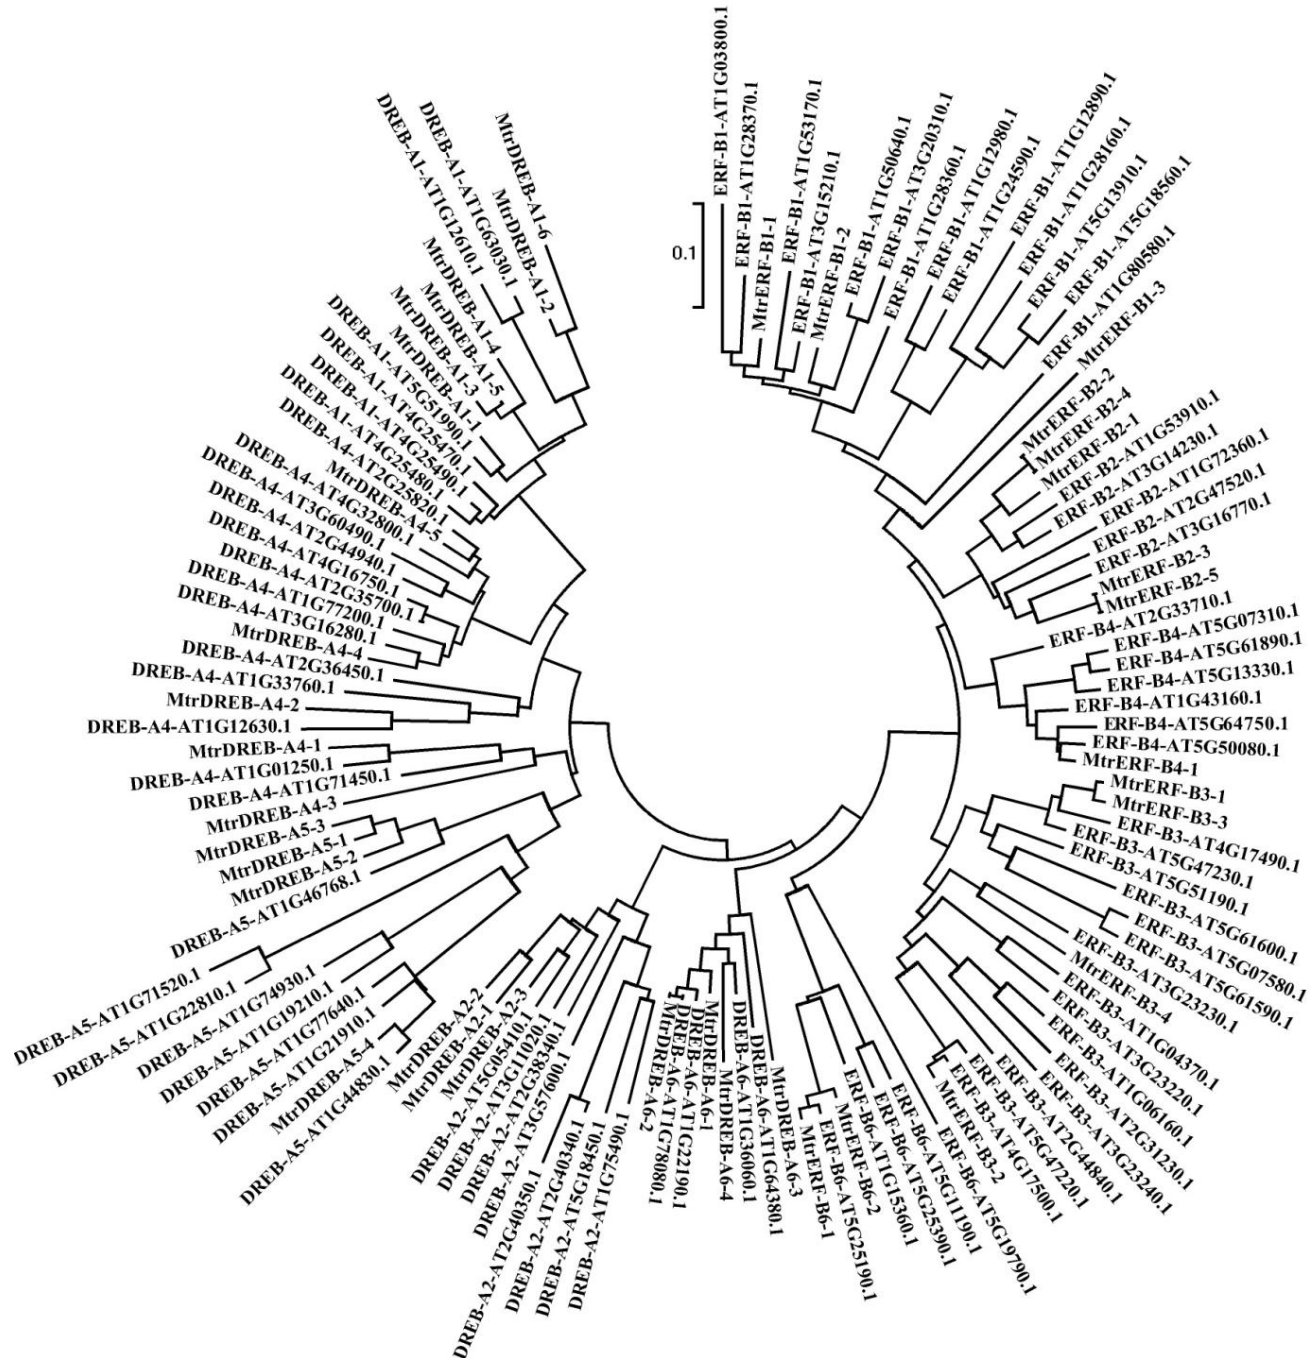 ERF-B1-AT1G03800.1
ERF-B1-AT1G28370.1
MtrERF-B1-1
ERF-B1-AT1G53170.1
ERF-B1-AT3G15210.1
MtrERF-B1-2
ERF-B1-AT1G50640.1
ERF-B1-AT3G20310.1
ERF-B1-AT1G28360.1
ERF-B1-AT1G12980.1
ERF-B1-AT1G24590.1
ERF-B1-AT1G12890.1
ERF-B1-AT1G28160.1
ERF-B1-AT5G13910.1
ERF-B1-AT5G18560.1
ERF-B1-AT1G80580.1
MtrERF-B1-3
MtrERF-B2-2
MtrERF-B2-4
MtrERF-B2-1
ERF-B2-AT1G53910.1
ERF-B2-AT3G14230.1
ERF-B2-AT1G72360.1
ERF-B2-AT2G47520.1
ERF-B2-AT3G16770.1
MtrERF-B2-3
MtrERF-B2-5
ERF-B4-AT2G33710.1
ERF-B4-AT5G07310.1
ERF-B4-AT5G61890.1
ERF-B4-AT5G13330.1
ERF-B4-AT1G43160.1
ERF-B4-AT5G64750.1
ERF-B4-AT5G50080.1
MtrERF-B4-1
MtrERF-B3-1
MtrERF-B3-3
ERF-B3-AT4G17490.1
ERF-B3-AT5G47230.1
ERF-B3-AT5G51190.1
ERF-B3-AT5G61600.1
ERF-B3-AT5G07580.1
ERF-B3-AT5G61590.1
ERF-B3-AT3G23230.1
MtrERF-B3-4
ERF-B3-AT1G04370.1
ERF-B3-AT3G23220.1
ERF-B3-AT1G06160.1
ERF-B3-AT2G31230.1
ERF-B3-AT3G23240.1
ERF-B3-AT2G44840.1
ERF-B3-AT5G47220.1
ERF-B3-AT4G17500.1
MtrERF-B3-2
ERF-B6-AT5G19790.1
ERF-B6-AT5G11190.1
ERF-B6-AT5G25390.1
ERF-B6-AT1G15360.1
MtrERF-B6-2
ERF-B6-AT5G25190.1
MtrERF-B6-1
MtrDREB-A6-3
DREB-A6-AT1G64380.1
DREB-A6-AT1G36060.1
MtrDREB-A6-4
MtrDREB-A6-1
DREB-A6-AT1G22190.1
DREB-A6-AT1G78080.1
MtrDREB-A6-2
DREB-A2-AT1G75490.1
DREB-A2-AT5G18450.1
DREB-A2-AT2G40340.1
DREB-A2-AT2G40350.1
DREB-A2-AT3G57600.1
DREB-A2-AT2G38340.1
DREB-A2-AT3G11020.1
DREB-A2-AT5G05410.1
MtrDREB-A2-3
MtrDREB-A2-1
MtrDREB-A2-2
DREB-A5-AT1G44830.1
MtrDREB-A5-4
DREB-A5-AT1G21910.1
DREB-A5-AT1G77640.1
DREB-A5-AT1G19210.1
DREB-A5-AT1G74930.1
DREB-A5-AT1G22810.1
DREB-A5-AT1G71520.1
DREB-A5-AT1G46768.1
MtrDREB-A5-2
MtrDREB-A5-1
MtrDREB-A5-3
MtrDREB-A4-3
DREB-A4-AT1G71450.1
DREB-A4-AT1G01250.1
MtrDREB-A4-1
DREB-A4-AT1G12630.1
MtrDREB-A4-2
DREB-A4-AT1G33760.1
DREB-A4-AT2G36450.1
MtrDREB-A4-4
DREB-A4-AT3G16280.1
DREB-A4-AT1G77200.1
DREB-A4-AT2G35700.1
DREB-A4-AT4G16750.1
DREB-A4-AT2G44940.1
DREB-A4-AT3G60490.1
DREB-A4-AT4G32800.1
MtrDREB-A4-5
DREB-A4-AT2G25820.1
DREB-A1-AT4G25480.1
DREB-A1-AT4G25490.1
DREB-A1-AT4G25470.1
DREB-A1-AT5G51990.1
MtrDREB-A1-1
MtrDREB-A1-3
MtrDREB-A1-5
MtrDREB-A1-4
DREB-A1-AT1G12610.1
DREB-A1-AT1G63030.1
MtrDREB-A1-2
MtrDREB-A1-6
0.1